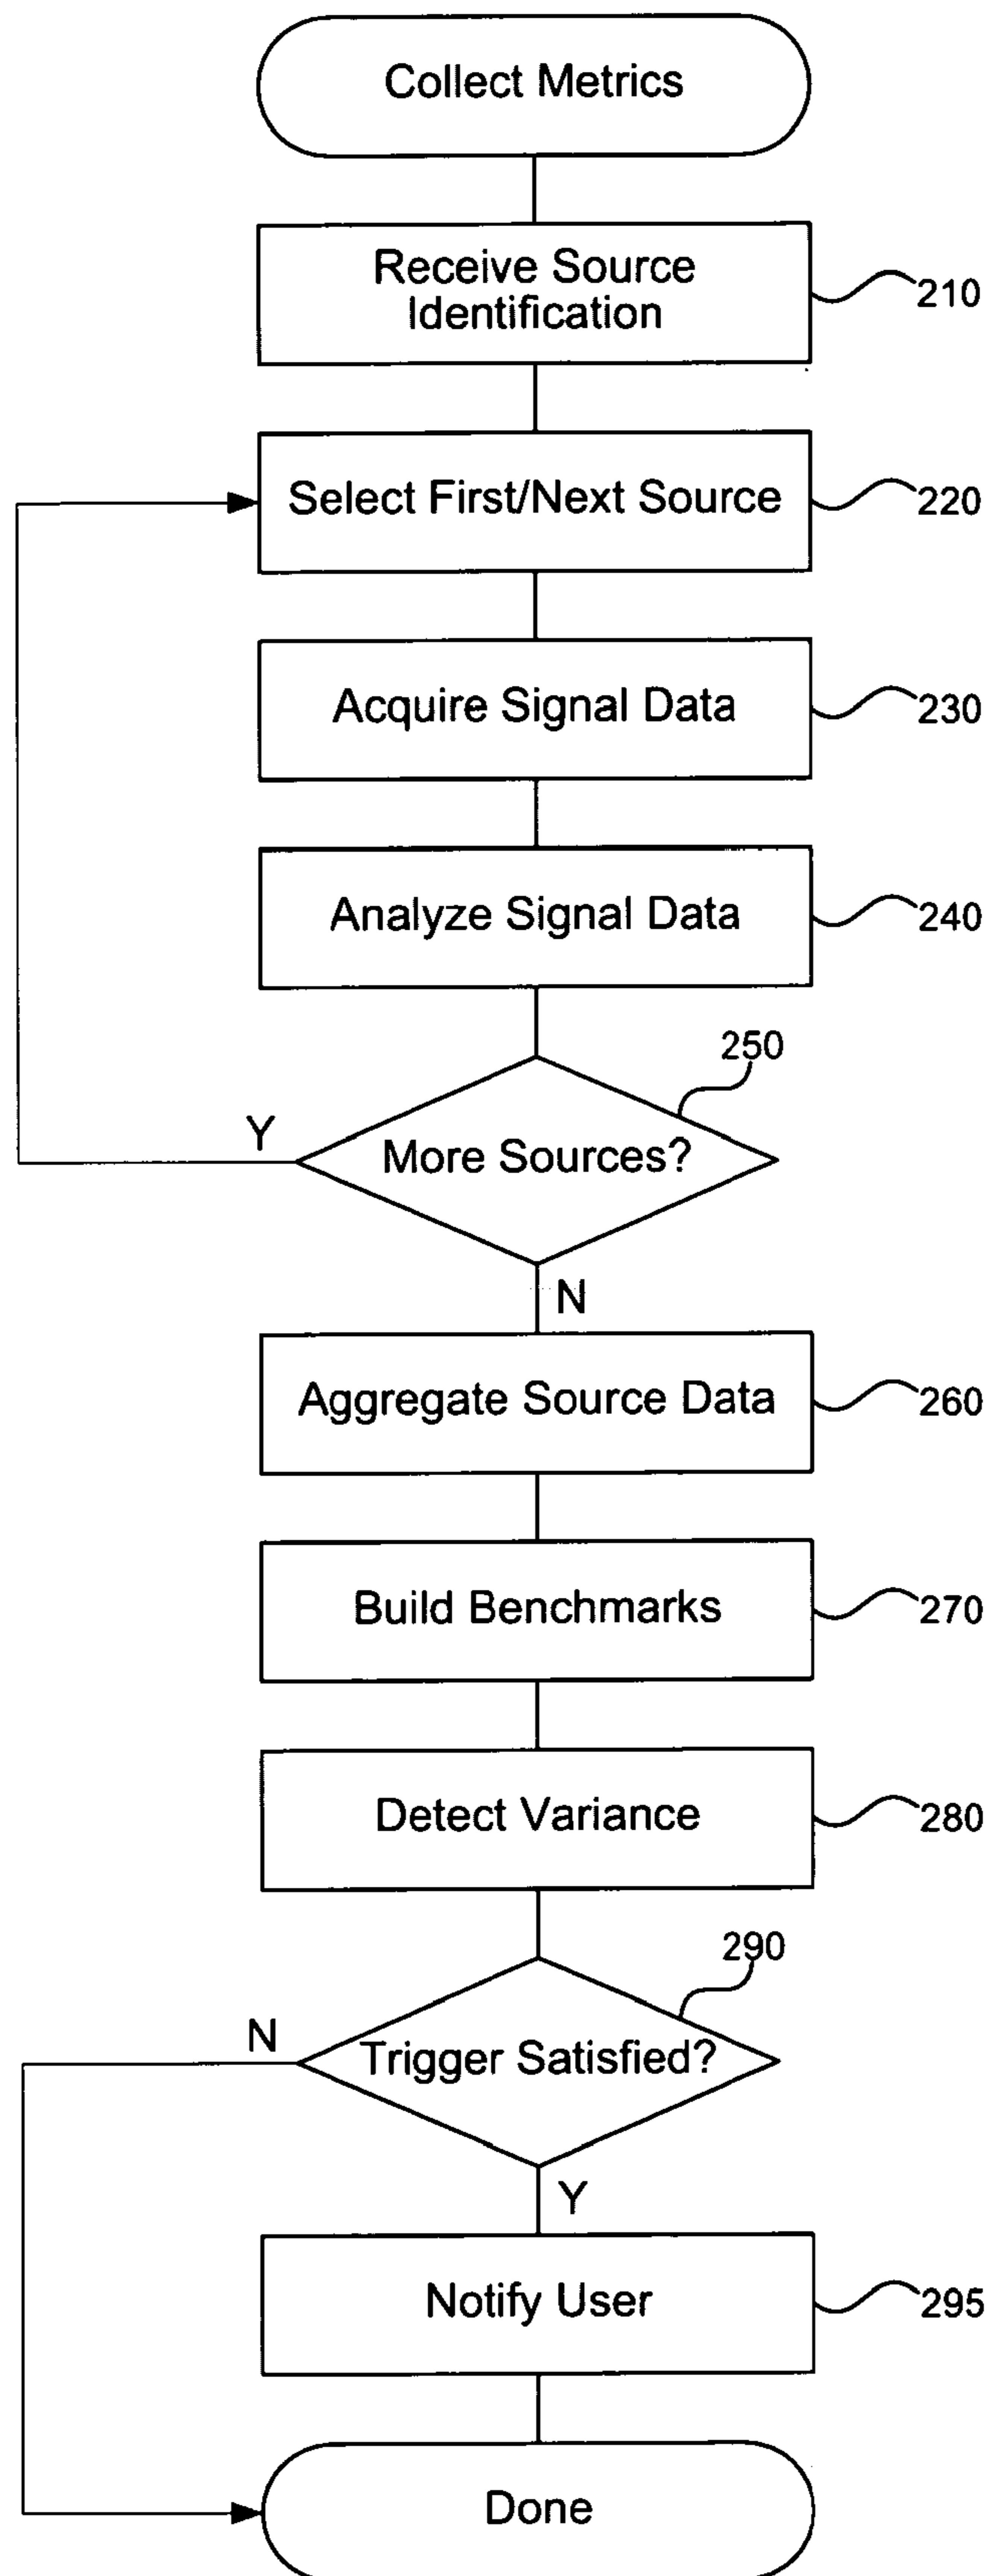 Collect Metrics
Receive Source
Identification
210
Select First/Next Source
220
Acquire Signal Data
230
Analyze Signal Data
240
250
Y
More Sources?
N
Aggregate Source Data
260
Build Benchmarks
270
Detect Variance
280
290
N
Trigger Satisfied?
Y
Notify User
295
Done